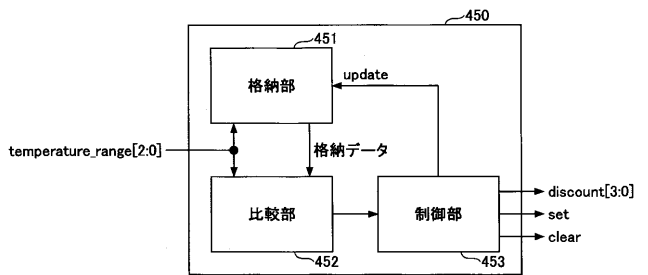 450
451
格納部
update
temperature_range[2:0]
格納データ
比較部
制御部
discount[3:0]
set
clear
452
453